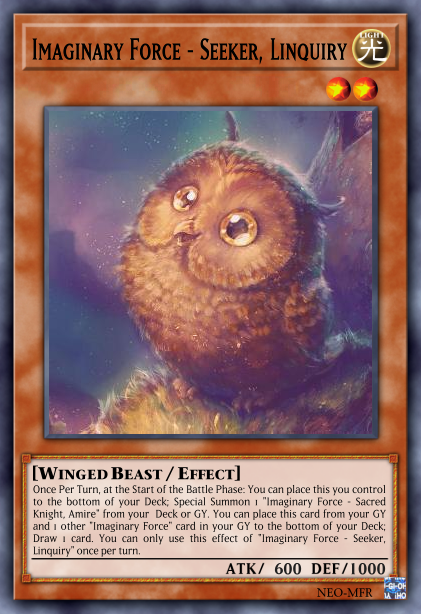 Imaginary Force - Seeker, Linquiry
LIGHT
光
[Winged Beast / Effect]
Once Per Turn, at the Start of the Battle Phase: You can place this you control
to the bottom of your Deck; Special Summon 1 "Imaginary Force - Sacred
Knight, Amire" from your Deck or GY. You can place this card from your GY
and 1 other "Imaginary Force" card in your GY to the bottom of your Deck;
Draw 1 card. You can only use this effect of "Imaginary Force - Seeker,
Linquiry" once per turn.
ATK/ 600 DEF/1000
NEO-MFR